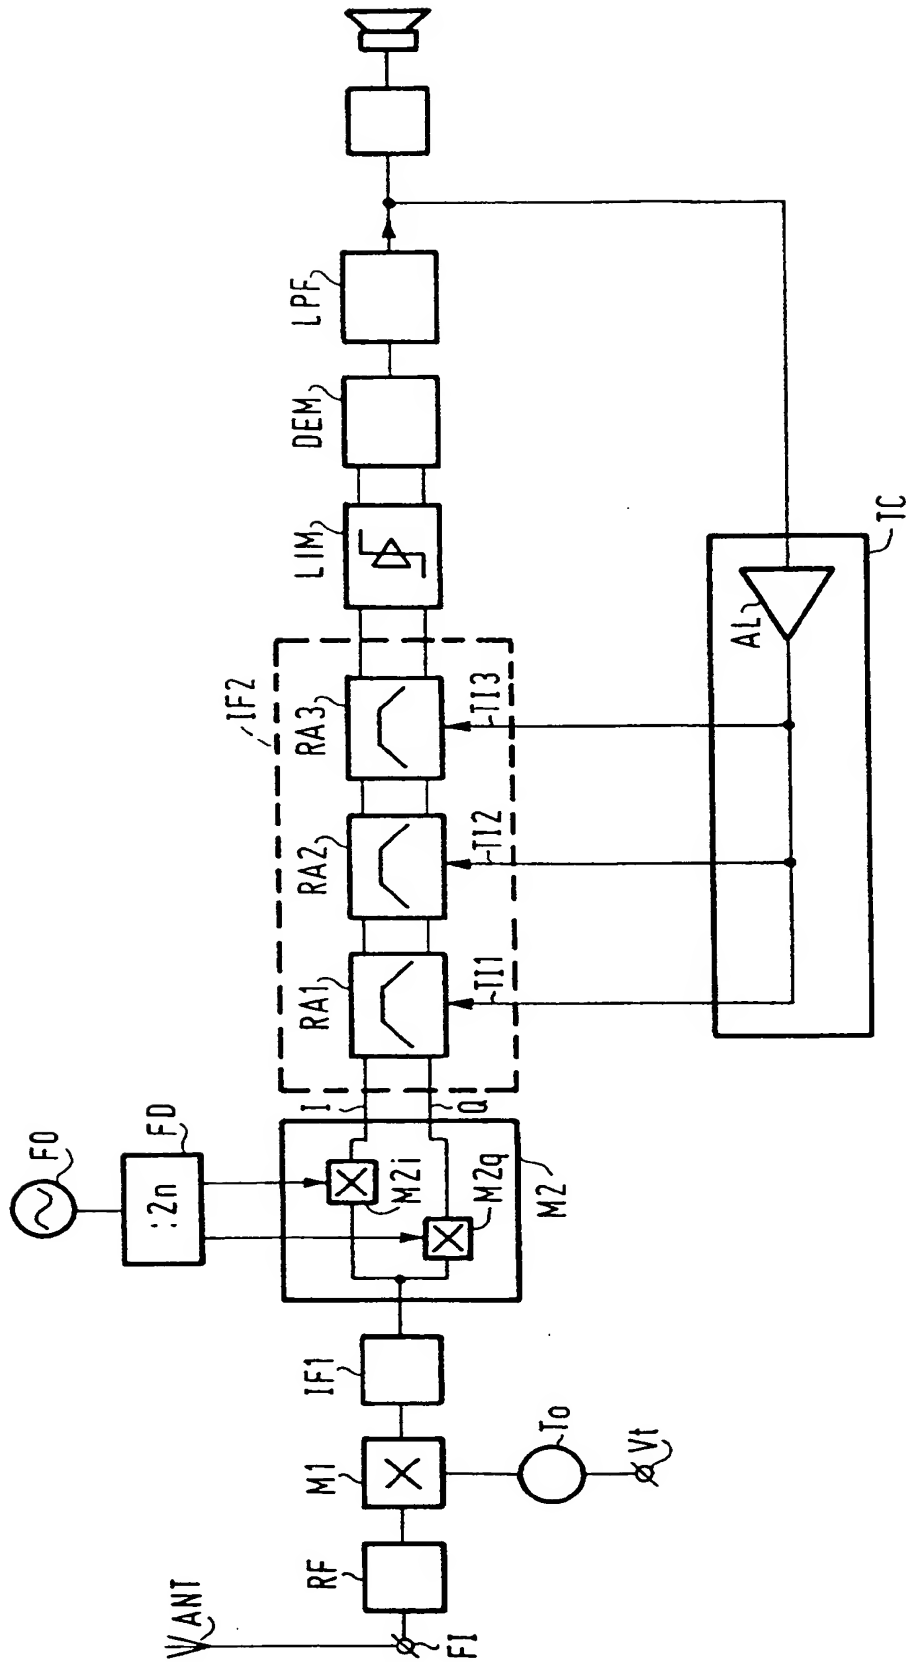 ANT
FI
RF
M1
To
Vt
IF1
FO
FD
:2n
M2i
M2q
M2
I
Q
IF2
RA1
RA2
RA3
TI1
TI2
TI3
LIM
DEM
LPF
AL
TC